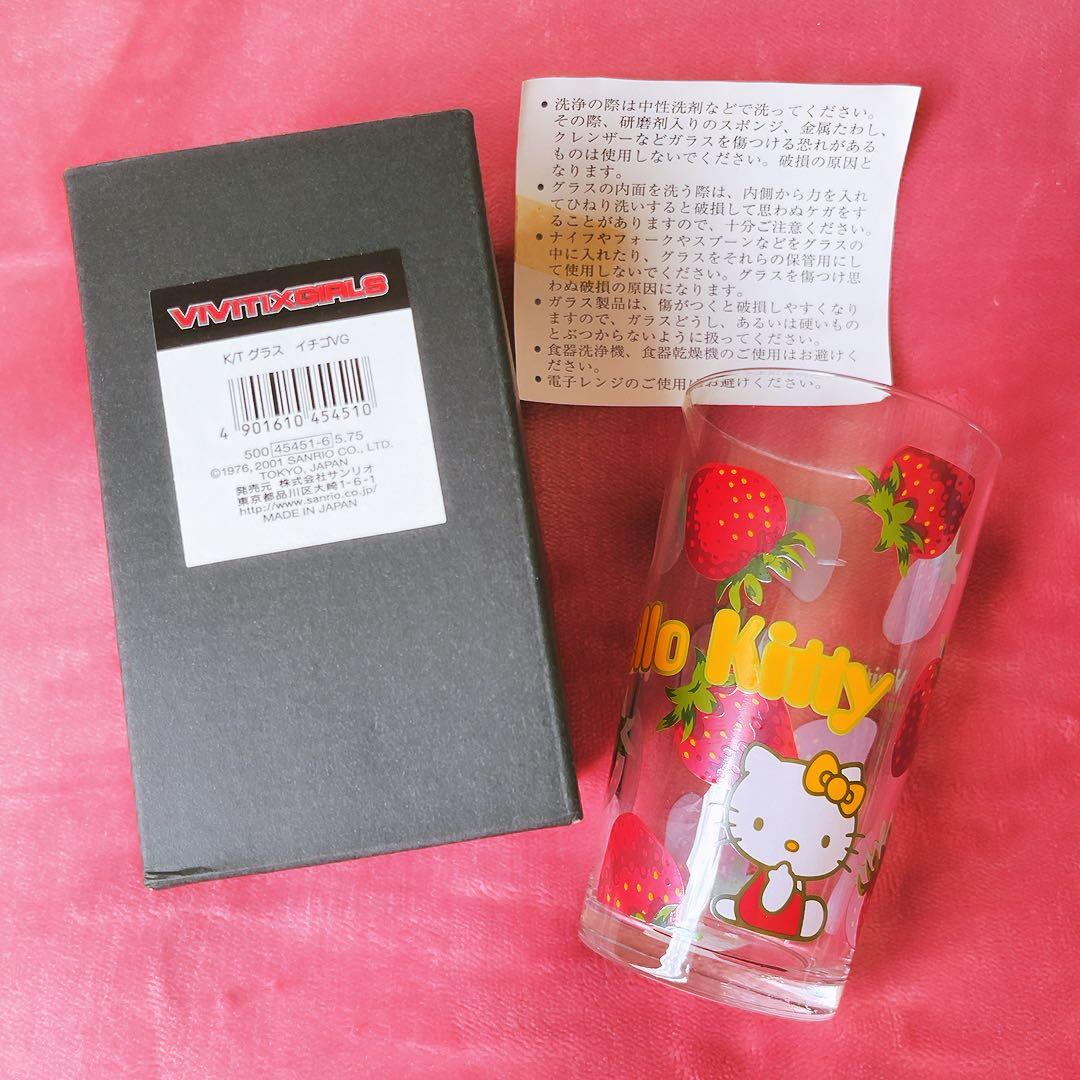 VIVITIXGIRLS
K/T グラス イチゴVG
4 901610 454510
500 45451-6 5.75
©1976, 2001 SANRIO CO., LTD.
TOKYO, JAPAN
発売元 株式会社サンリオ
東京都品川区大崎1-6-1
http://www.sanrio.co.jp/
MADE IN JAPAN
●洗浄の際は中性洗剤などで洗ってください。
その際、研磨剤入りのスポンジ、金属たわし、
クレンザーなどガラスを傷つける恐れがある
ものは使用しないでください。破損の原因と
なります。
●グラスの内面を洗う際は、内側から力を入れ
てひねり洗いすると破損して思わぬケガをす
ることがありますので、十分ご注意ください。
●ナイフやフォークやスプーンなどをグラスの
中に入れたり、グラスをそれらの保管用にし
て使用しないでください。グラスを傷つけ思
わぬ破損の原因になります。
●ガラス製品は、傷がつくと破損しやすくなり
ますので、ガラスどうし、あるいは硬いもの
とぶつからないように扱ってください。
●食器洗浄機、食器乾燥機のご使用はお避けく
ださい。
●電子レンジのご使用はお避けください。
llo Kitty